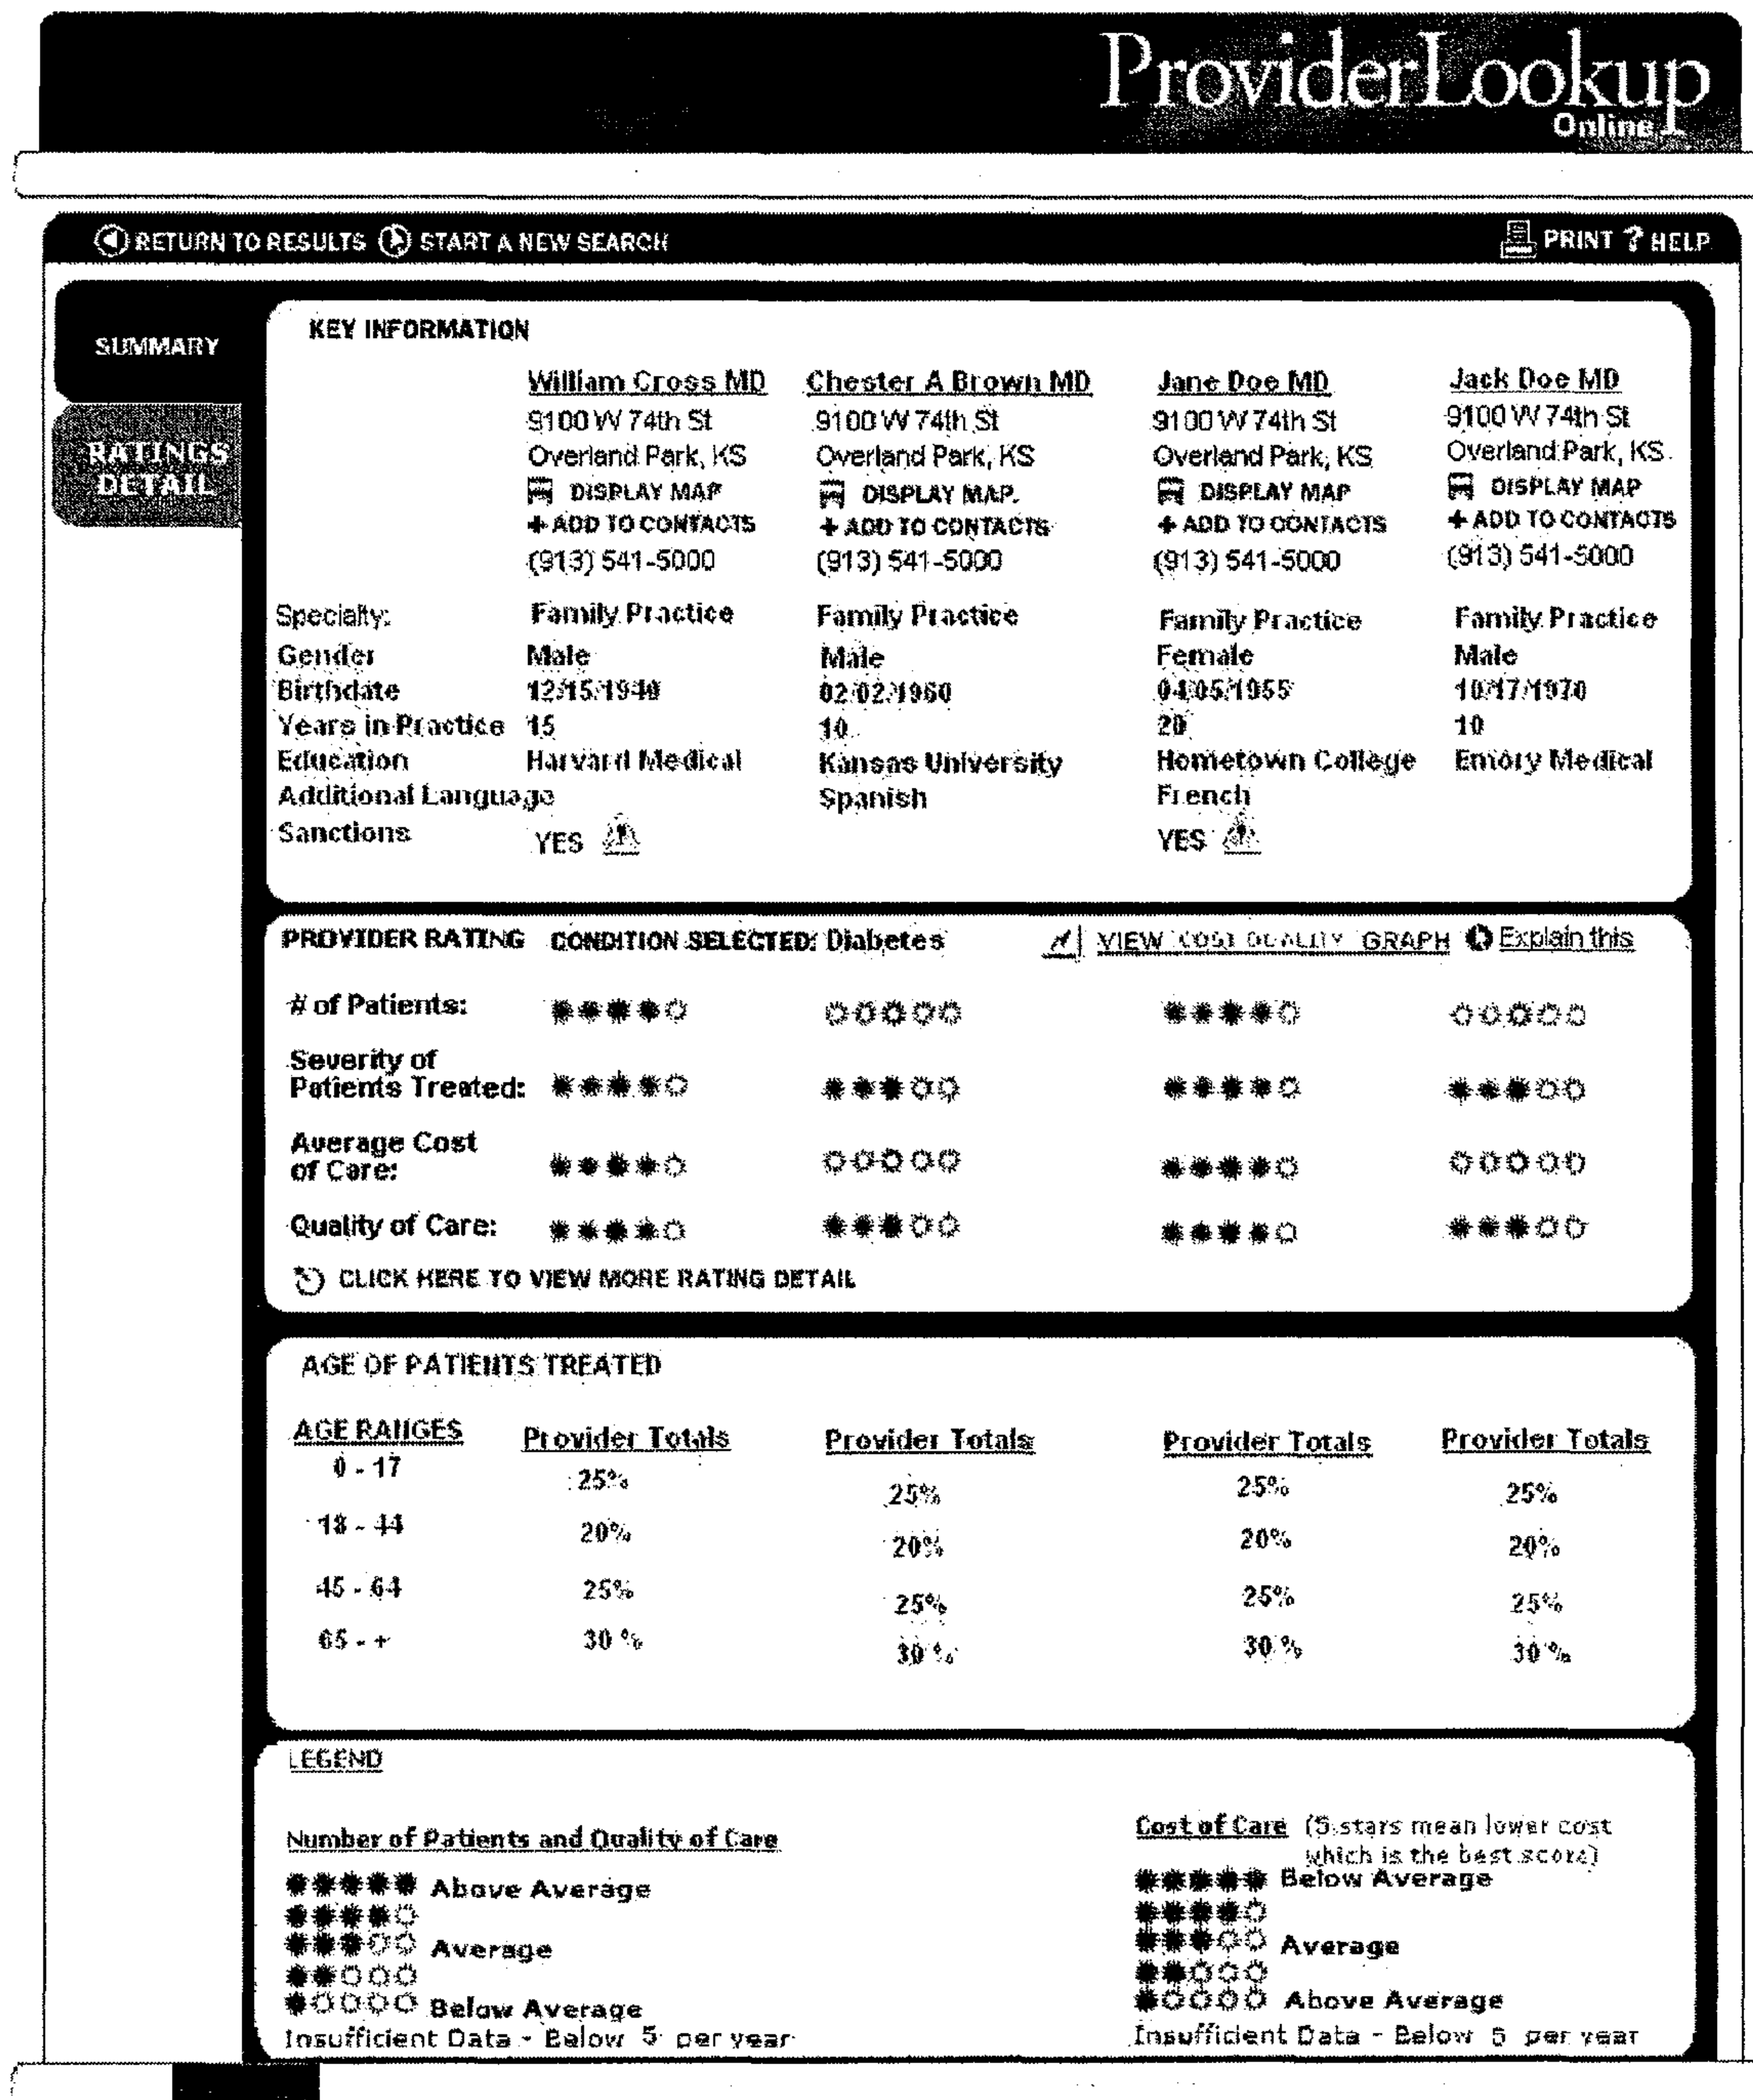 ProviderLookup
Online
RETURN TO RESULTS START A NEW SEARCH PRINT ? HELP
SUMMARY
RATINGS
DETAIL
KEY INFORMATION
William Cross MD Chester A Brown MD Jane Doe MD Jack Doe MD
9100 W 74th St 9100 W 74th St 9100 W 74th St 9100 W 74th St
Overland Park, KS Overland Park, KS Overland Park, KS Overland Park, KS
DISPLAY MAP DISPLAY MAP DISPLAY MAP DISPLAY MAP
+ ADD TO CONTACTS + ADD TO CONTACTS + ADD TO CONTACTS + ADD TO CONTACTS
(913) 541-5000 (913) 541-5000 (913) 541-5000 (913) 541-5000
Specialty: Family Practice Family Practice Family Practice Family Practice
Gender Male Male Female Male
Birthdate 12/15/1940 02/02/1960 04/05/1955 10/17/1970
Years in Practice 15 10 20 10
Education Harvard Medical Kansas University Hometown College Emory Medical
Additional Language Spanish French
Sanctions YES YES
PROVIDER RATING CONDITION SELECTED: Diabetes VIEW COST QUALITY GRAPH Explain this
# of Patients:
Severity of
Patients Treated:
Average Cost
of Care:
Quality of Care:
CLICK HERE TO VIEW MORE RATING DETAIL
AGE OF PATIENTS TREATED
AGE RANGES Provider Totals Provider Totals Provider Totals Provider Totals
0 - 17 25% 25% 25% 25%
18 - 44 20% 20% 20% 20%
45 - 64 25% 25% 25% 25%
65 - + 30 % 30 % 30 % 30 %
LEGEND
Number of Patients and Quality of Care
Above Average
Average
Below Average
Insufficient Data - Below 5 per year
Cost of Care (5 stars mean lower cost
which is the best score)
Below Average
Average
Above Average
Insufficient Data - Below 5 per year